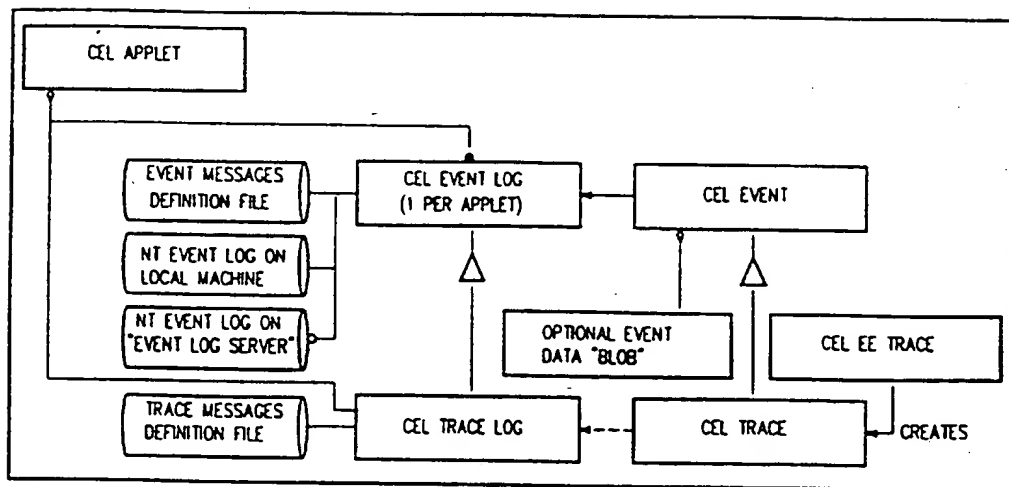 CEL APPLET
EVENT MESSAGES
DEFINITION FILE
CEL EVENT LOG
(1 PER APPLET)
CEL EVENT
NT EVENT LOG ON
LOCAL MACHINE
NT EVENT LOG ON
"EVENT LOG SERVER"
OPTIONAL EVENT
DATA "BLOB"
CEL EE TRACE
TRACE MESSAGES
DEFINITION FILE
CEL TRACE LOG
CEL TRACE
CREATES